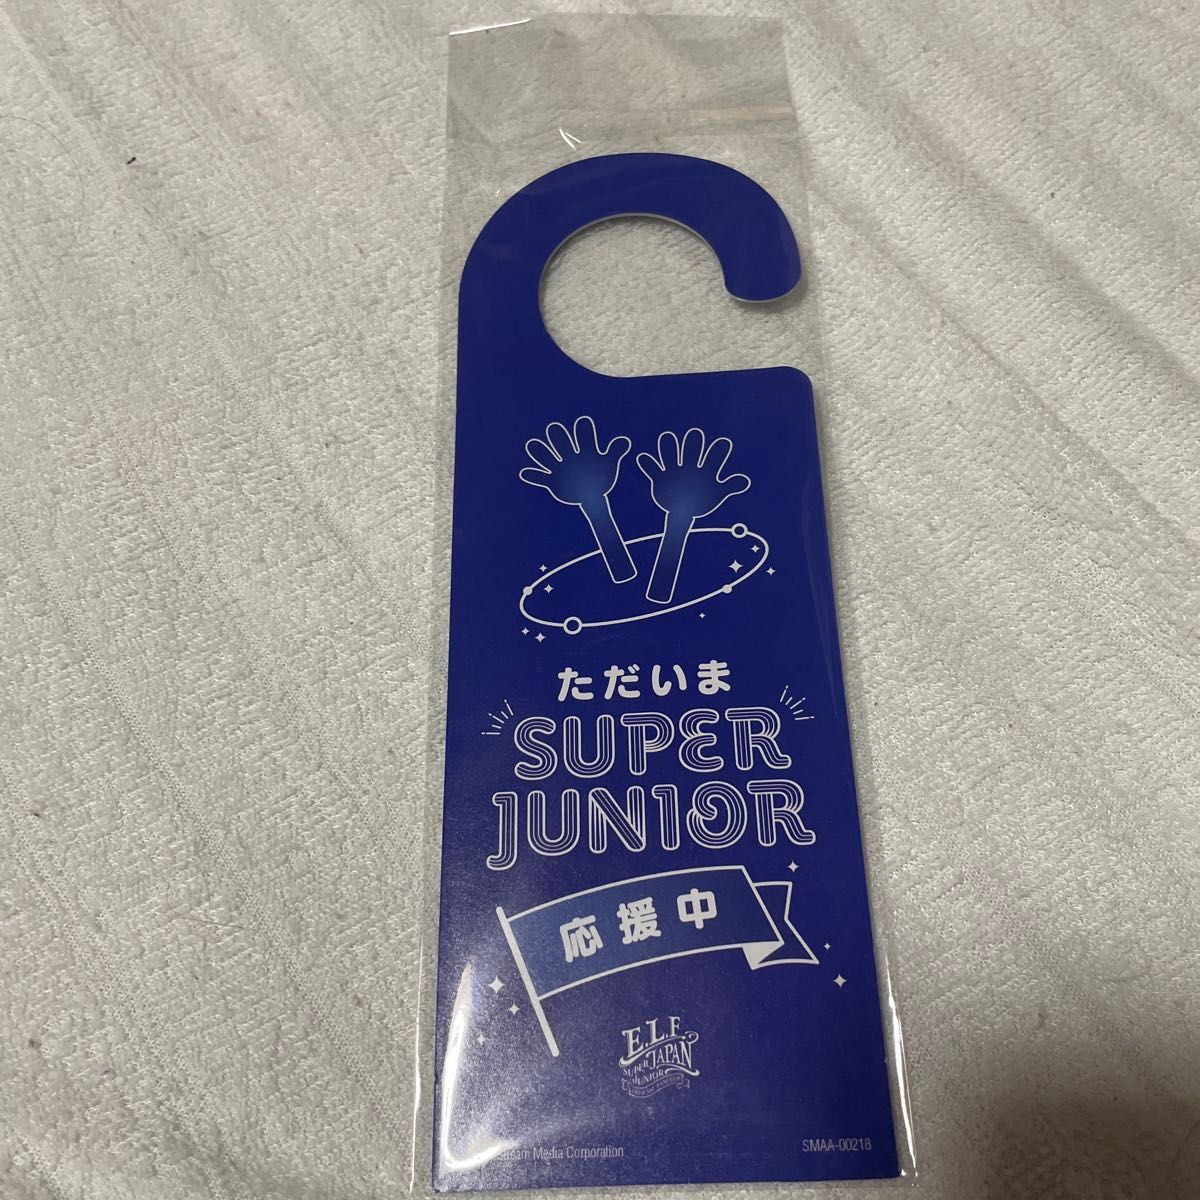 ただいま
SUPER
JUNIOR
応援中
E.L.F
SUPER JAPAN
JUNIOR
Media Corporation
SMAA-00218